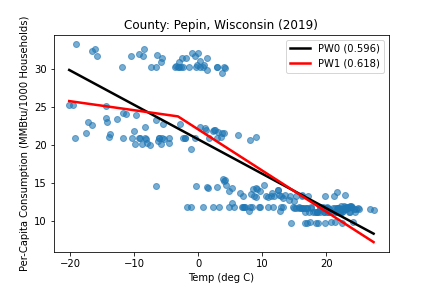 County: Pepin, Wisconsin (2019)
PW0 (0.596)
PW1 (0.618)
Per-Capita Consumption (MMBtu/1000 Households)
30
25
20
15
10
−20 −10 0 10 20
Temp (deg C)